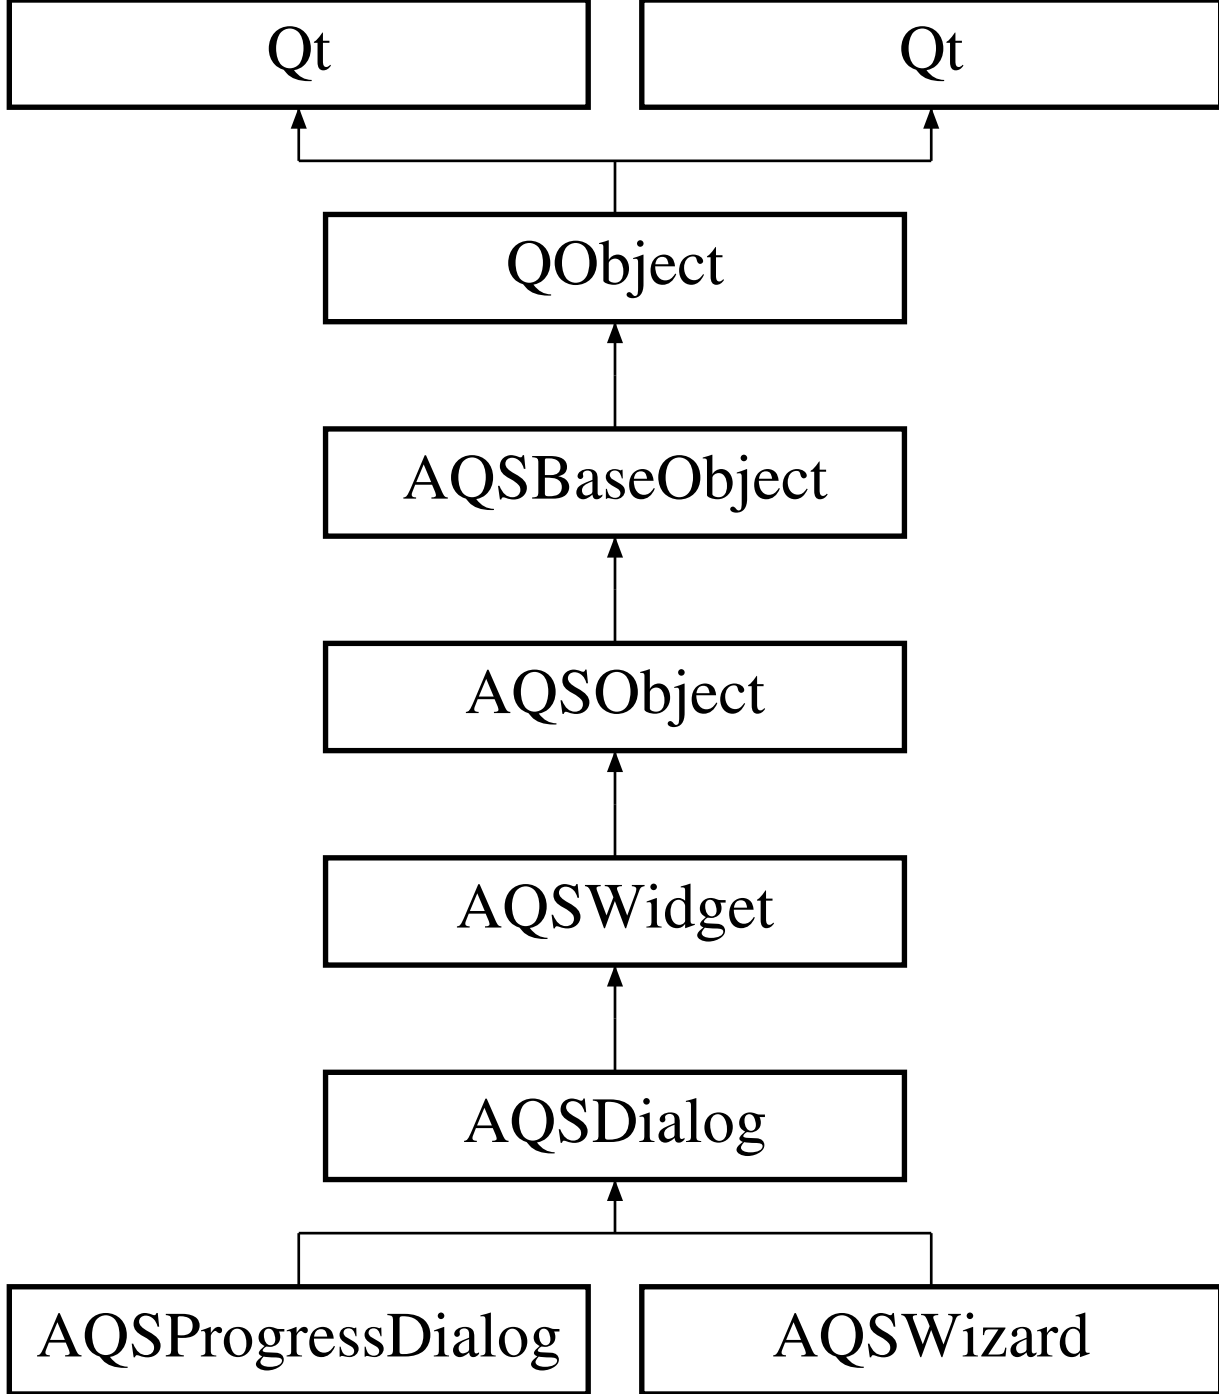 Qt
Qt
QObject
AQSBaseObject
AQSObject
AQSWidget
AQSDialog
AQSProgressDialog
AQSWizard